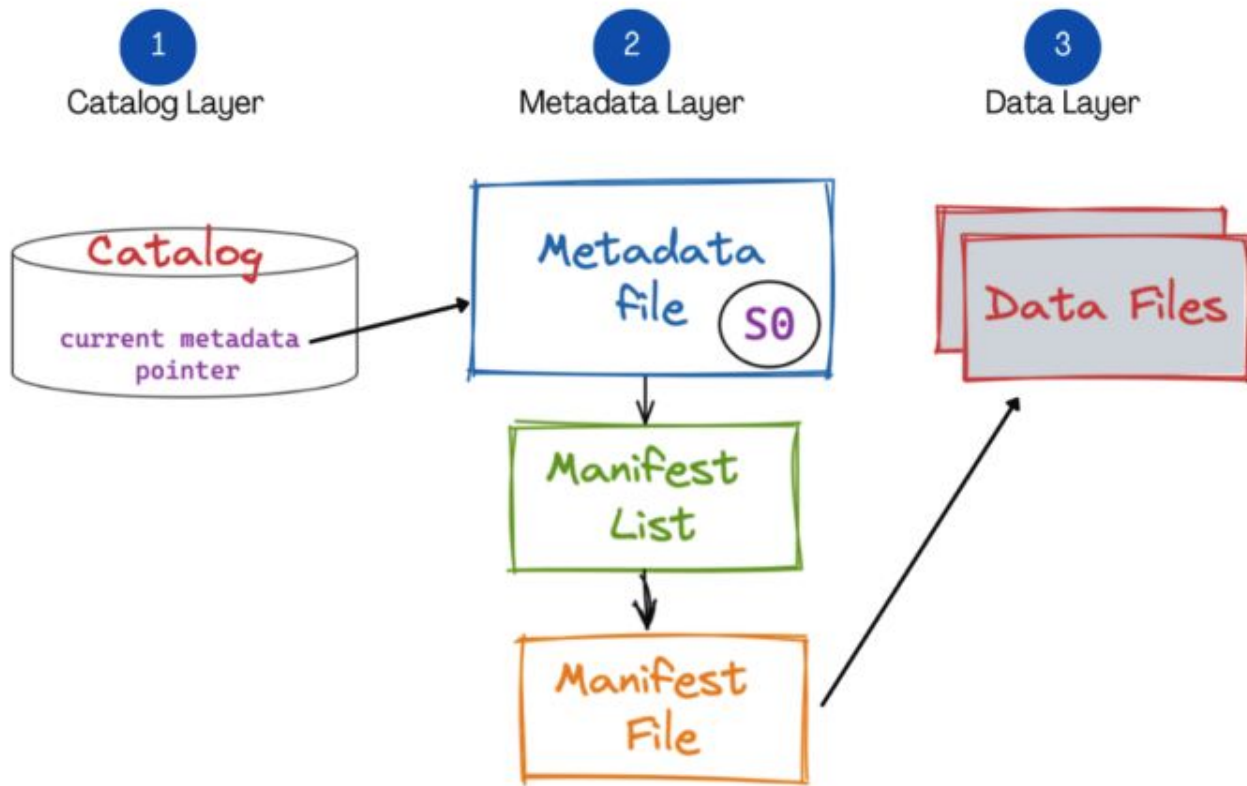 1
Catalog Layer
2
Metadata Layer
3
Data Layer
Catalog
current metadata
pointer
Metadata
file
S0
Manifest
List
Manifest
File
Data Files